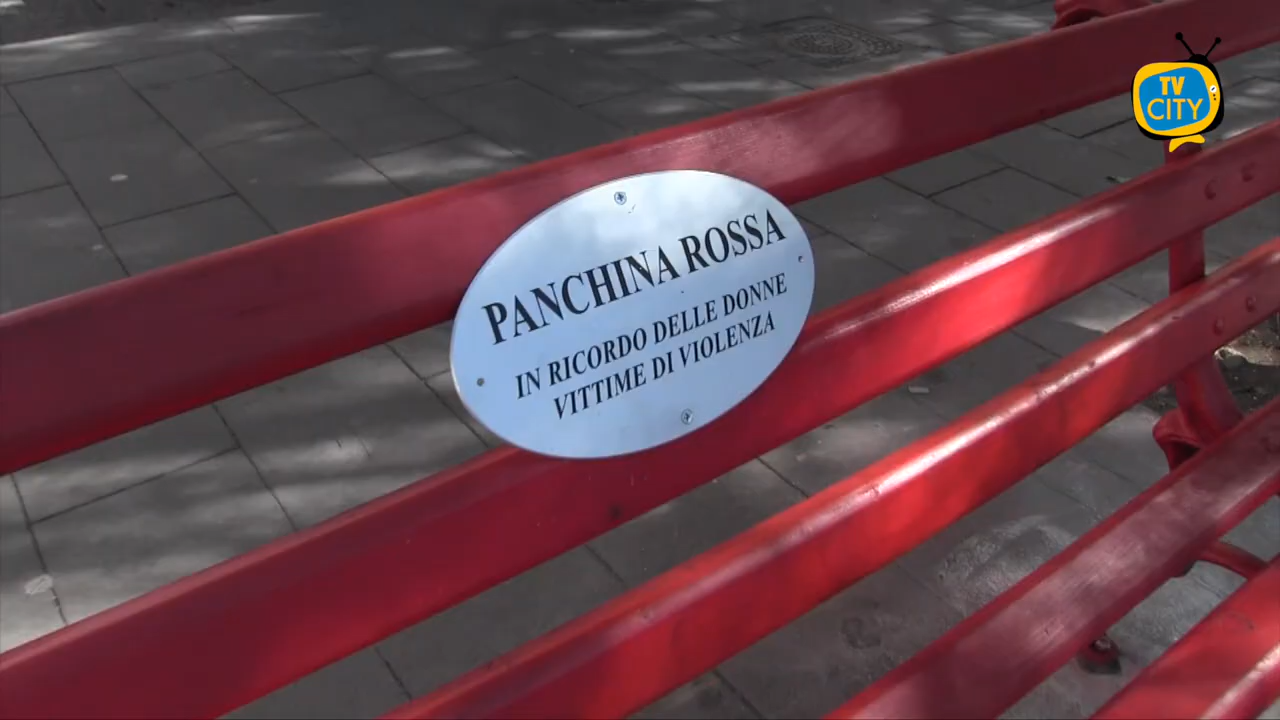 TV
CITY
PANCHINA ROSSA
IN RICORDO DELLE DONNE
VITTIME DI VIOLENZA